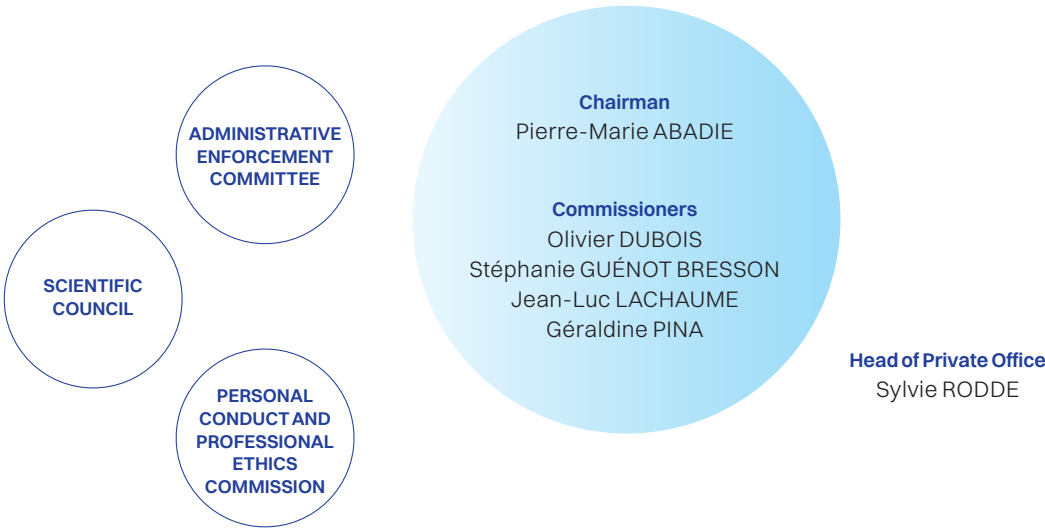 ADMINISTRATIVE
ENFORCEMENT
COMMITTEE
SCIENTIFIC
COUNCIL
PERSONAL
CONDUCT AND
PROFESSIONAL
ETHICS
COMMISSION
Chairman
Pierre-Marie ABADIE
Commissioners
Olivier DUBOIS
Stéphanie GUÉNOT BRESSON
Jean-Luc LACHAUME
Géraldine PINA
Head of Private Office
Sylvie RODDE